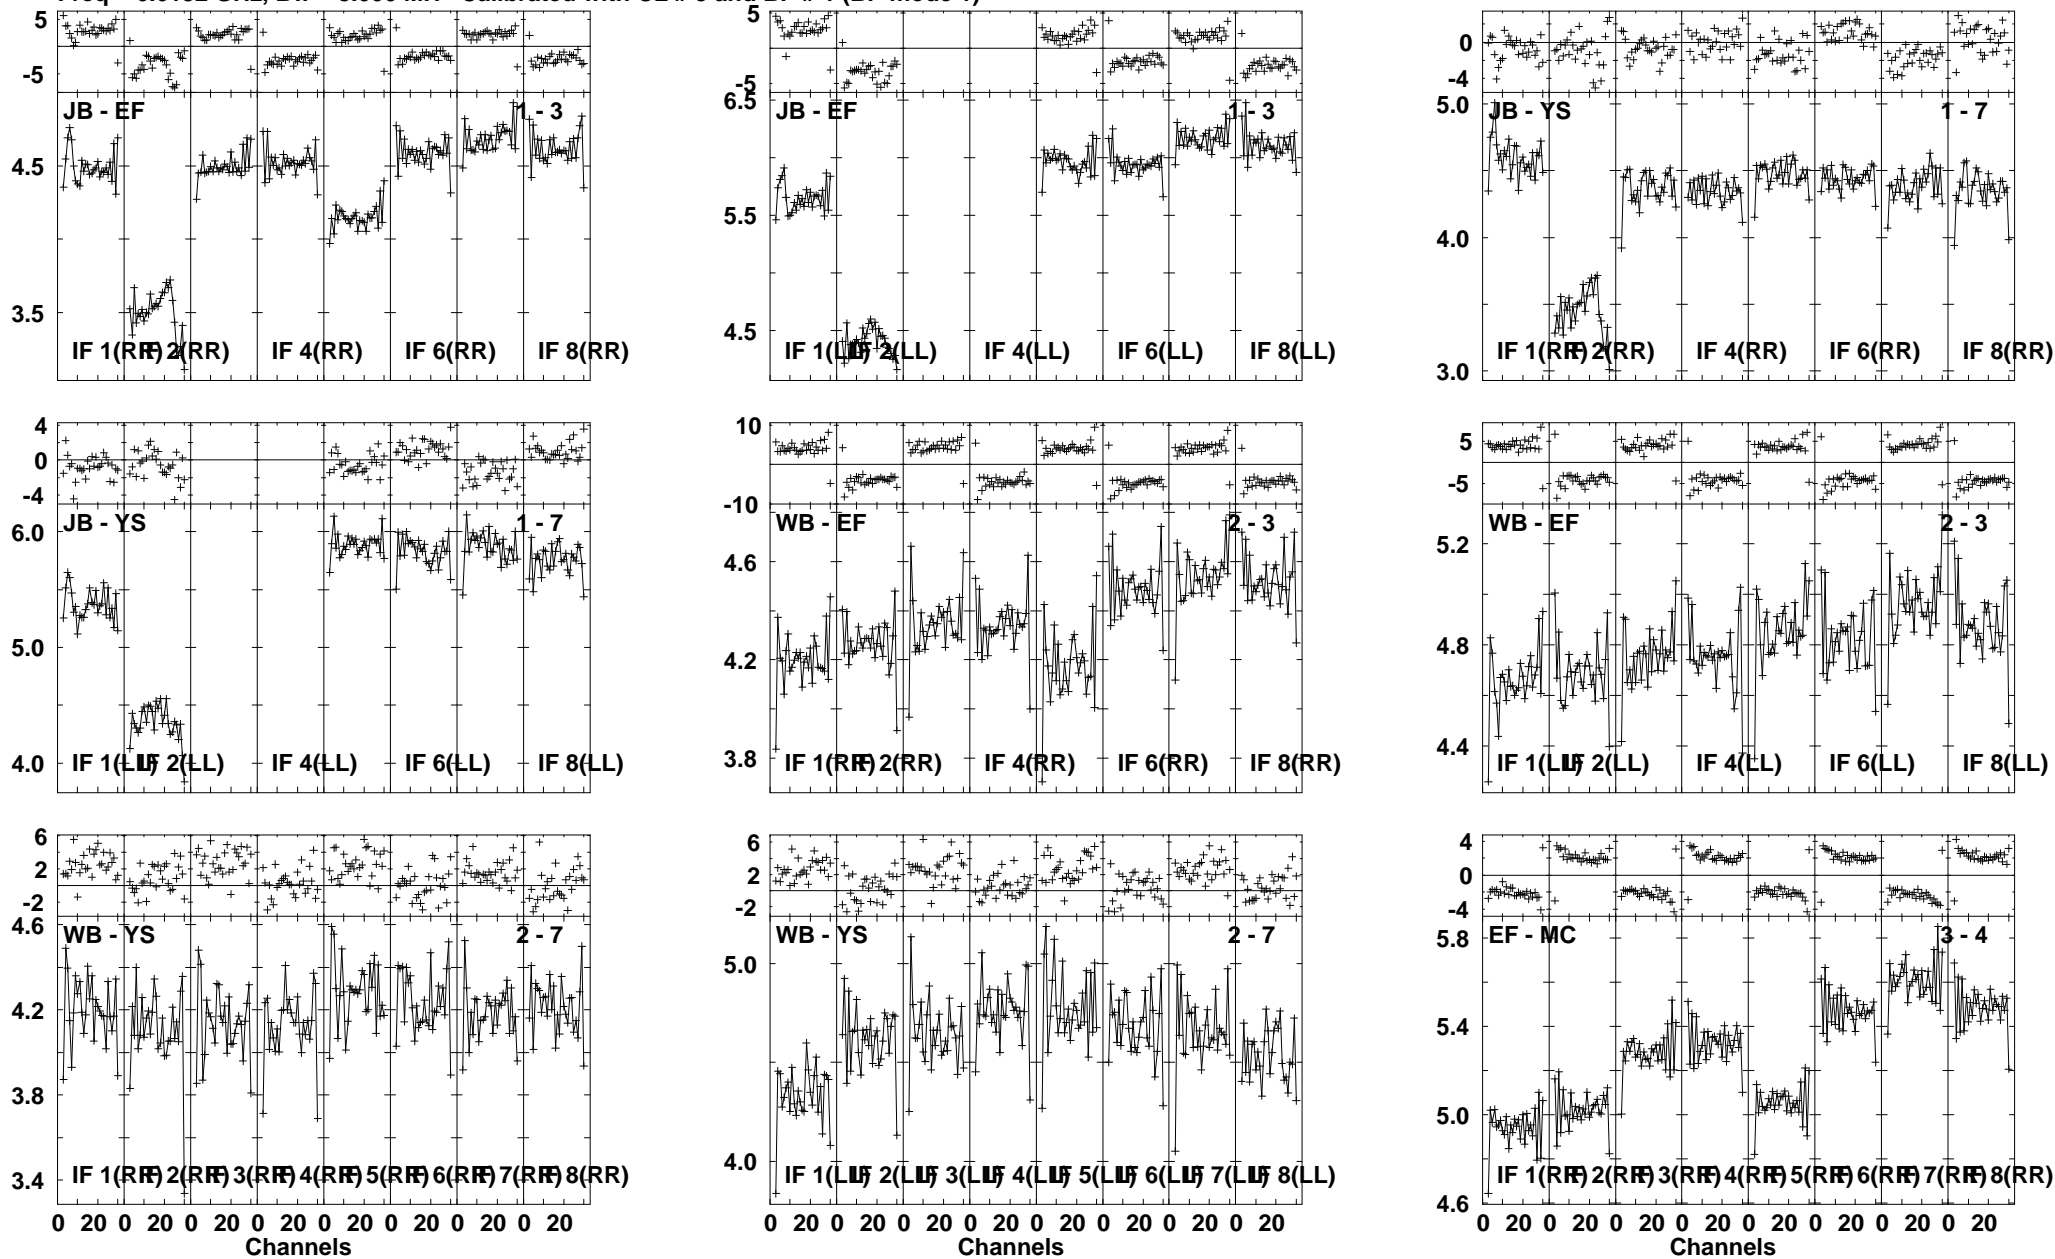 5 5 0
-5 -5 -4
JB - EF 1 - 3
4.5
3.5
IF 1(RR) IF 2(RR) IF 4(RR) IF 6(RR) IF 8(RR)
6.5
JB - EF 1 - 3
5.5
4.5
IF 1(LL) IF 2(LL) IF 4(LL) IF 6(LL) IF 8(LL)
5.0
JB - YS 1 - 7
4.0
3.0
IF 1(RR) IF 2(RR) IF 4(RR) IF 6(RR) IF 8(RR)
4
0
-4
6.0
JB - YS 1 - 7
5.0
4.0
IF 1(LL) IF 2(LL) IF 4(LL) IF 6(LL) IF 8(LL)
10
-10
WB - EF 2 - 3
4.6
4.2
3.8
IF 1(RR) IF 2(RR) IF 4(RR) IF 6(RR) IF 8(RR)
5
-5
WB - EF 2 - 3
5.2
4.8
4.4
IF 1(LL) IF 2(LL) IF 4(LL) IF 6(LL) IF 8(LL)
6
2
-2
4.6
WB - YS 2 - 7
4.2
3.8
3.4
IF 1(RR) IF 2(RR) IF 3(RR) IF 4(RR) IF 5(RR) IF 6(RR) IF 7(RR) IF 8(RR)
0 20 0 20 0 20 0 20 0 20 0 20 0 20 0 20
Channels
6
2
-2
WB - YS 2 - 7
5.0
4.0
IF 1(LL) IF 2(LL) IF 3(LL) IF 4(LL) IF 5(LL) IF 6(LL) IF 7(LL) IF 8(LL)
0 20 0 20 0 20 0 20 0 20 0 20 0 20 0 20
Channels
4
0
-4
EF - MC 3 - 4
5.8
5.4
5.0
4.6
IF 1(RR) IF 2(RR) IF 3(RR) IF 4(RR) IF 5(RR) IF 6(RR) IF 7(RR) IF 8(RR)
0 20 0 20 0 20 0 20 0 20 0 20 0 20 0 20
Channels